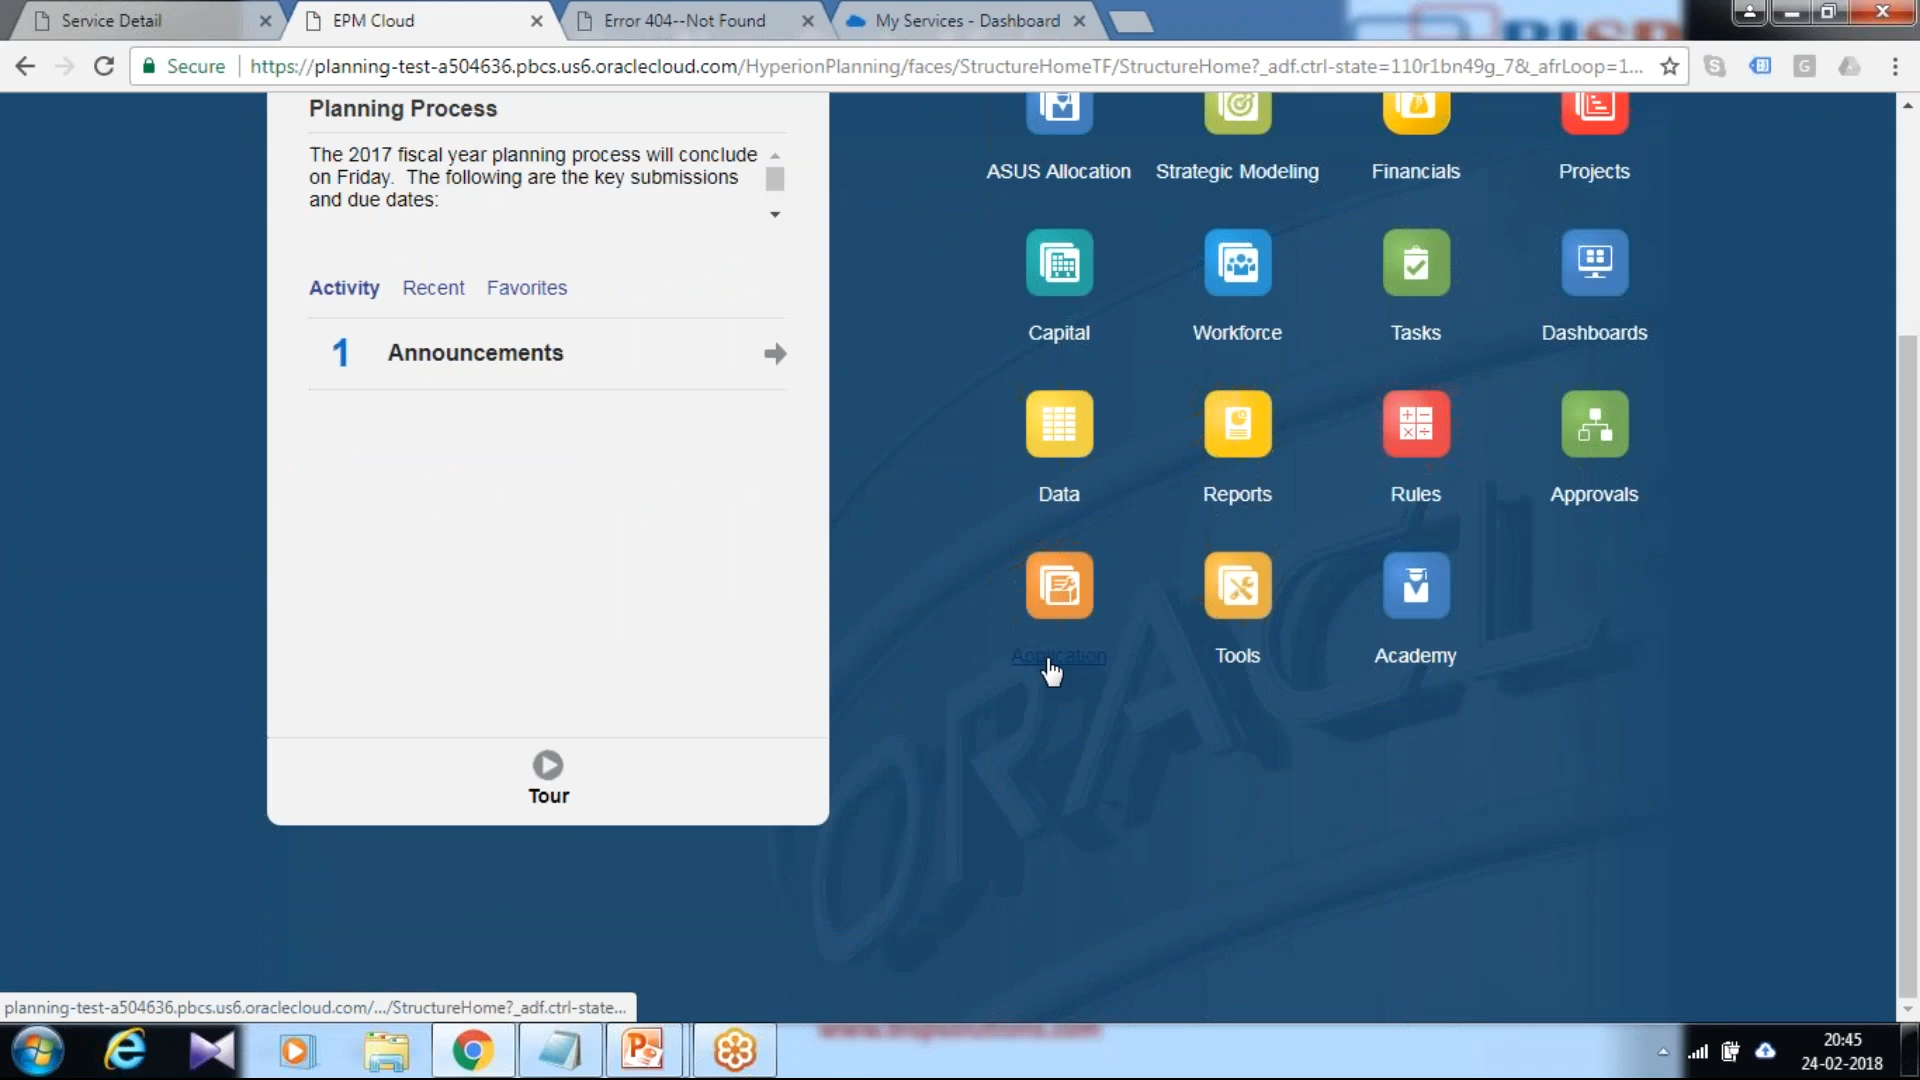 Service Detail
EPM Cloud
Error 404--Not Found
My Services - Dashboard
Secure
https://planning-test-a504636.pbcs.us6.oraclecloud.com/HyperionPlanning/faces/StructureHomeTF/StructureHome?_adf.ctrl-state=110r1bn49g_7&_afrLoop=1...
Planning Process
The 2017 fiscal year planning process will conclude
on Friday. The following are the key submissions
and due dates:
Activity Recent Favorites
1 Announcements
Tour
ASUS Allocation Strategic Modeling Financials Projects
Capital Workforce Tasks Dashboards
Data Reports Rules Approvals
Application Tools Academy
planning-test-a504636.pbcs.us6.oraclecloud.com/.../StructureHome?_adf.ctrl-state...
20:45
24-02-2018